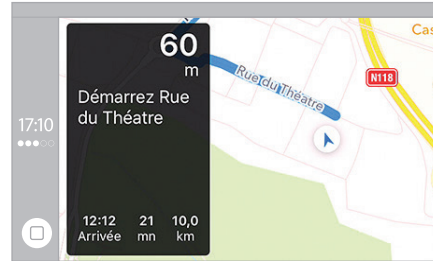 60
m
Démarrez Rue
du Théatre
17:10
12:12 21 10,0
Arrivée mn km
Rue du Théatre
N118